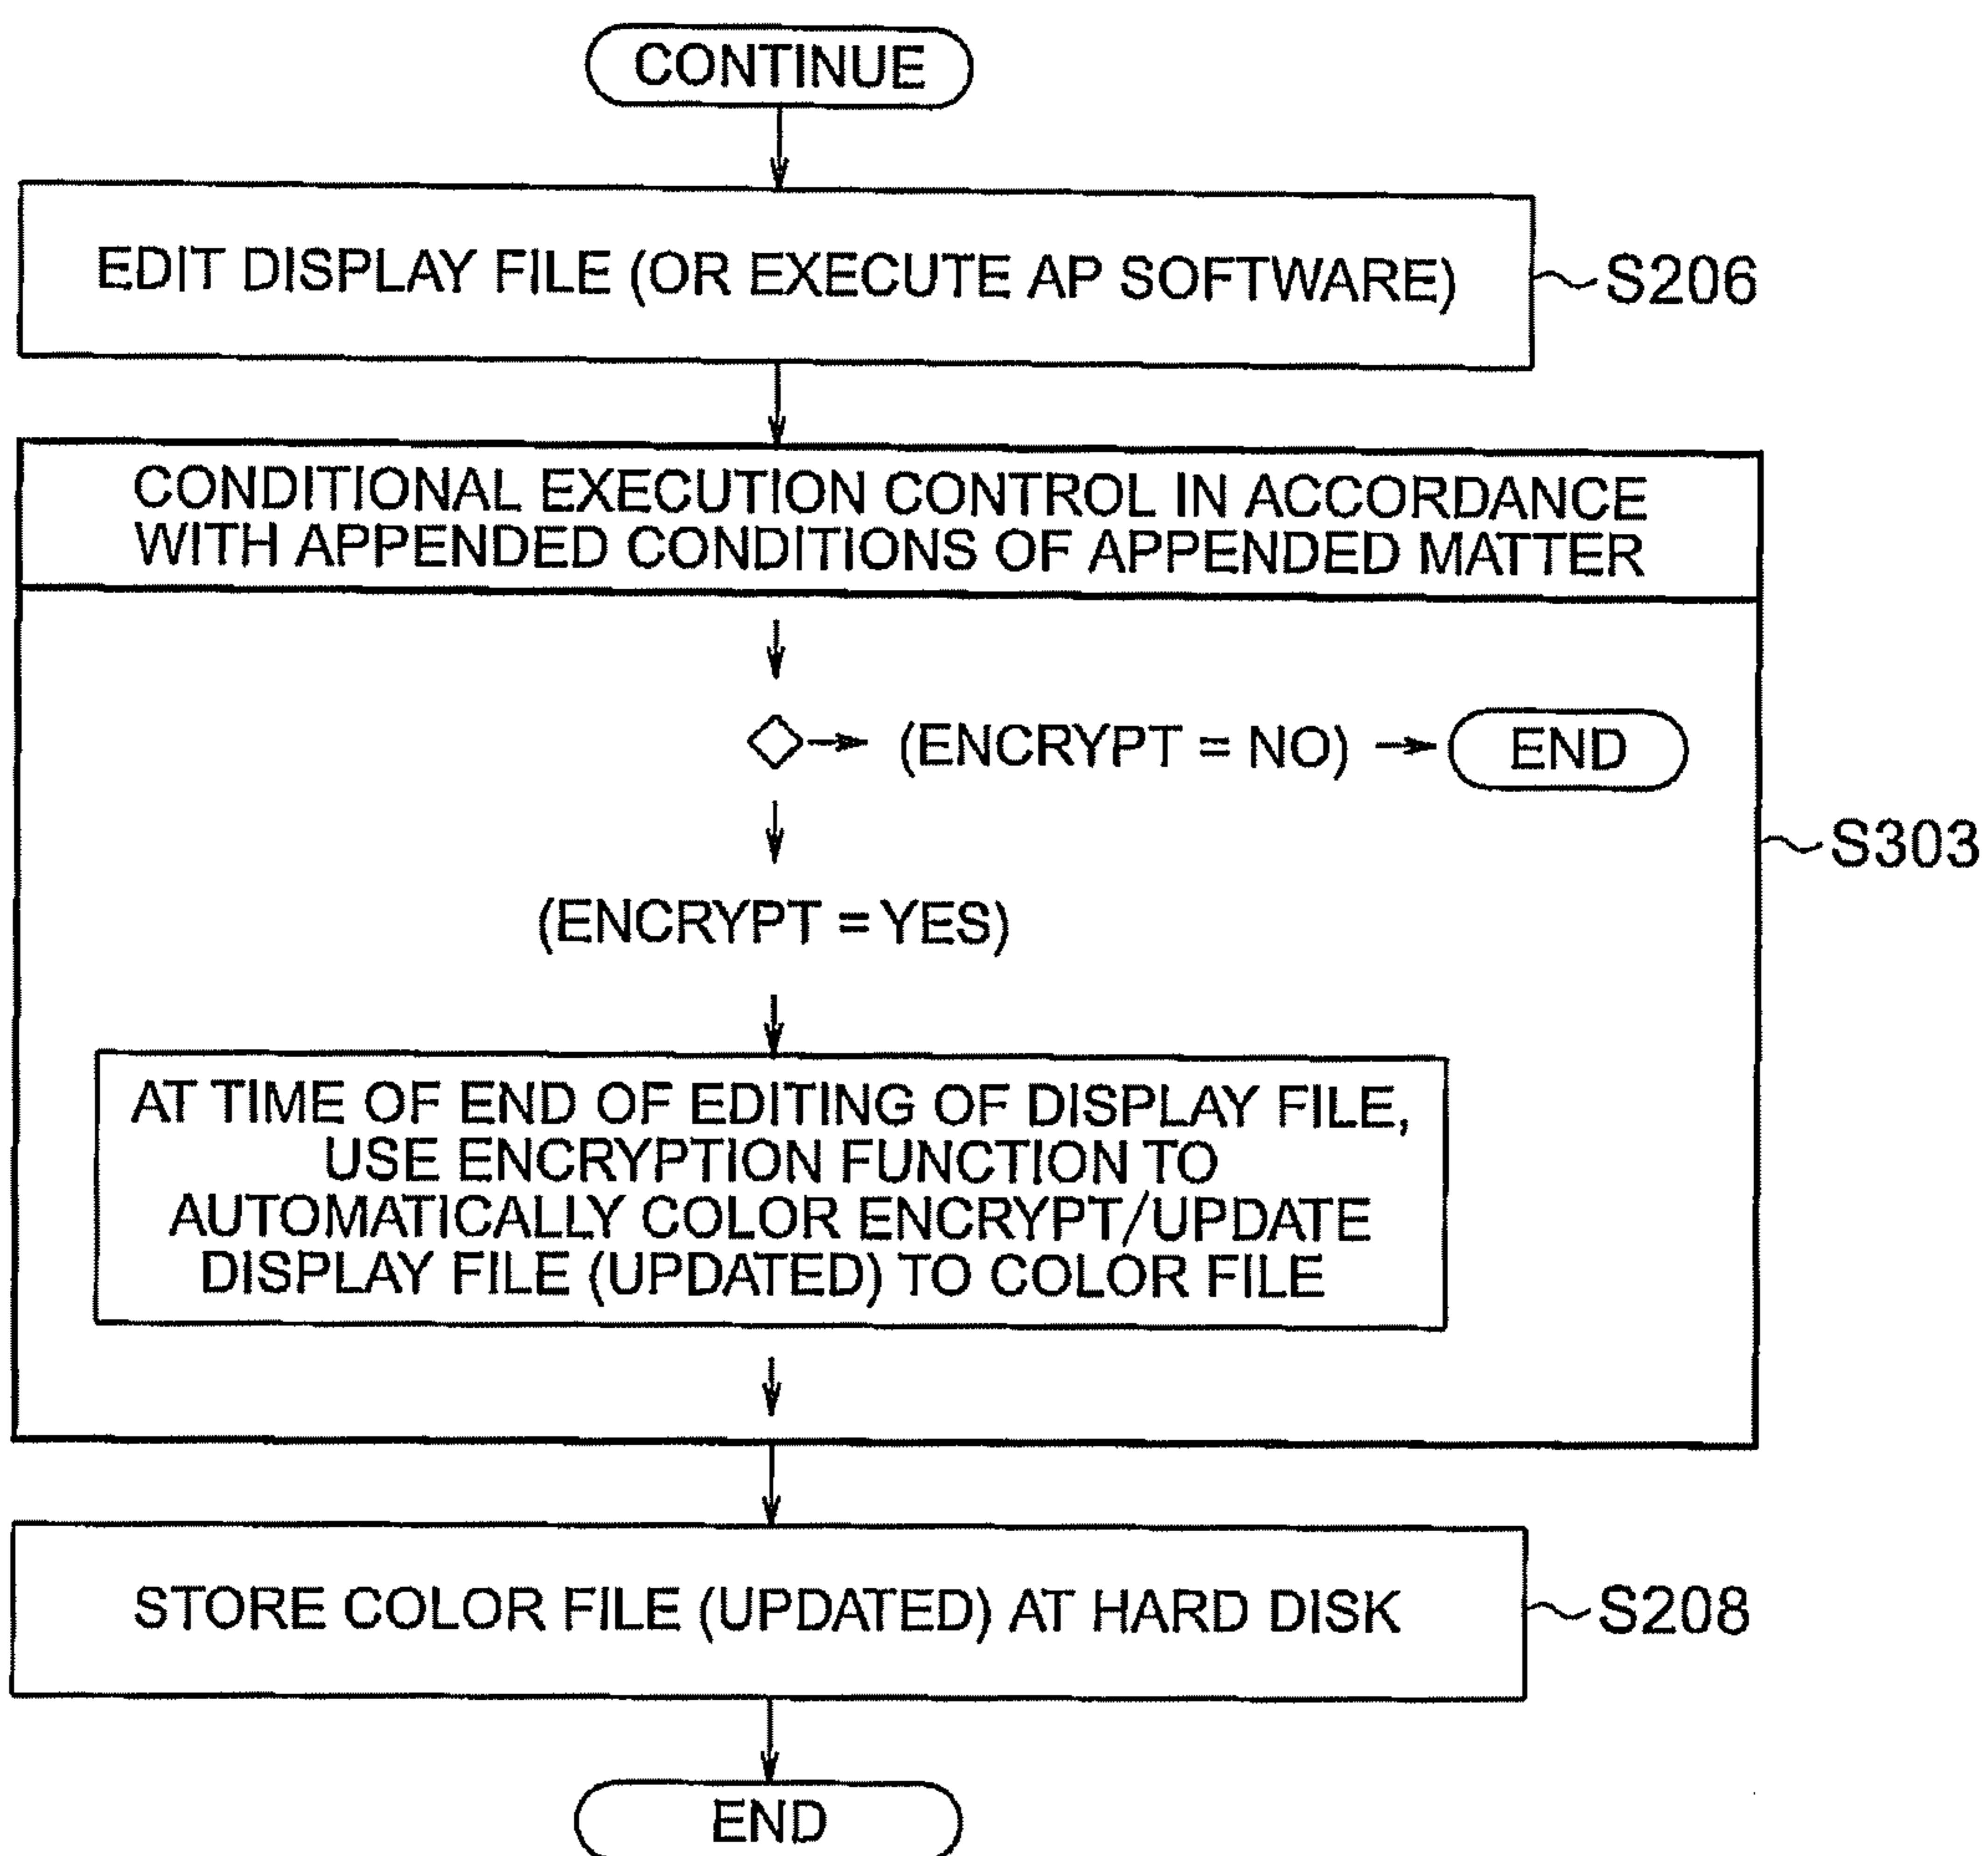 CONTINUE
EDIT DISPLAY FILE (OR EXECUTE AP SOFTWARE)
S206
CONDITIONAL EXECUTION CONTROL IN ACCORDANCE
WITH APPENDED CONDITIONS OF APPENDED MATTER
(ENCRYPT = NO)
END
S303
(ENCRYPT = YES)
AT TIME OF END OF EDITING OF DISPLAY FILE,
USE ENCRYPTION FUNCTION TO
AUTOMATICALLY COLOR ENCRYPT/UPDATE
DISPLAY FILE (UPDATED) TO COLOR FILE
STORE COLOR FILE (UPDATED) AT HARD DISK
S208
END